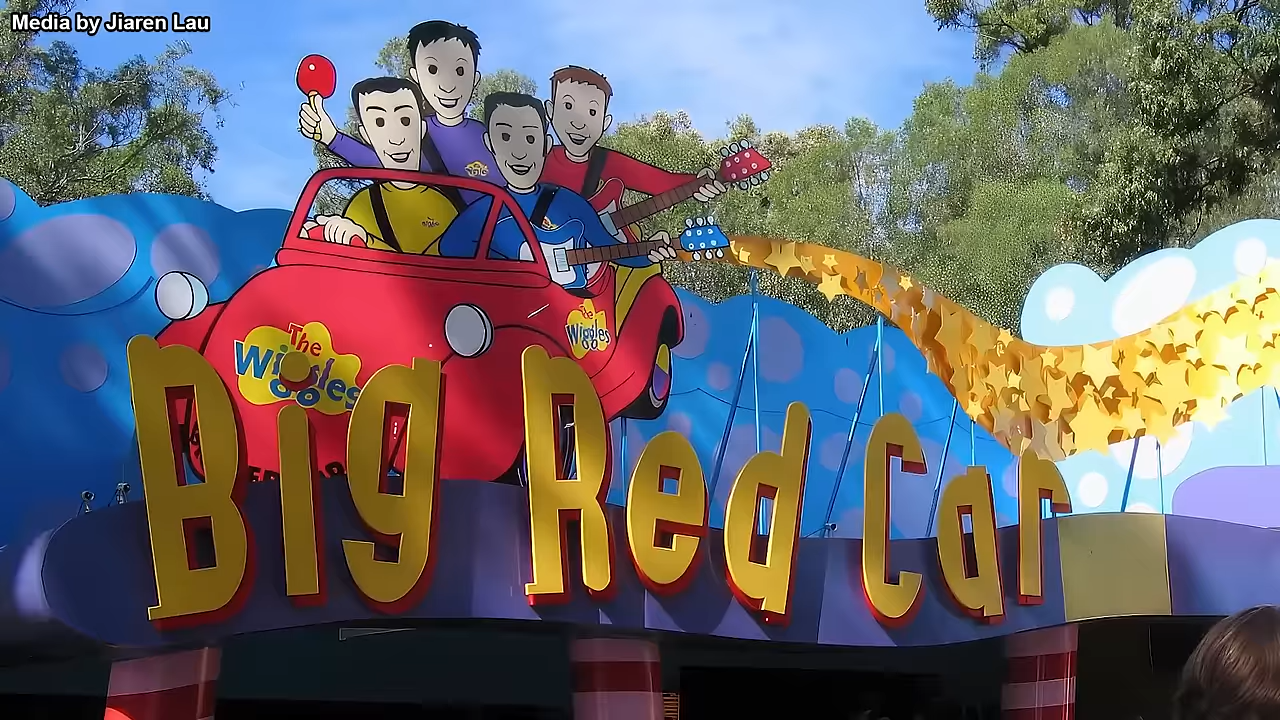 Media by Jiaren Lau
The
Wiggles
The
Wiggles
Big Red Car